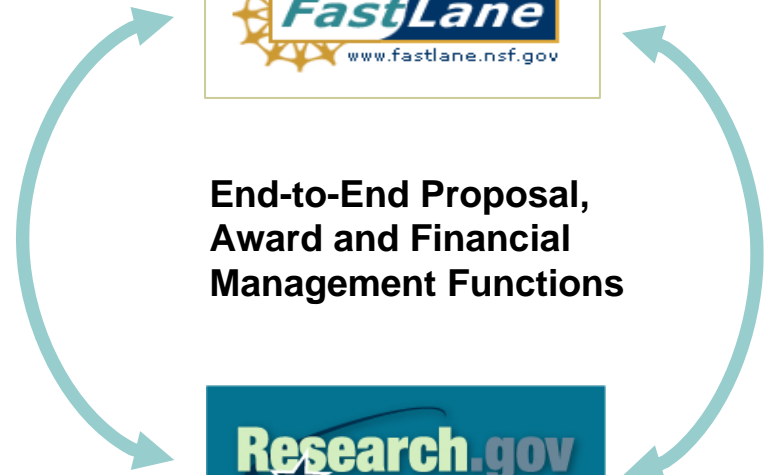 FastLane
www.fastlane.nsf.gov
End-to-End Proposal,
Award and Financial
Management Functions
Research.gov